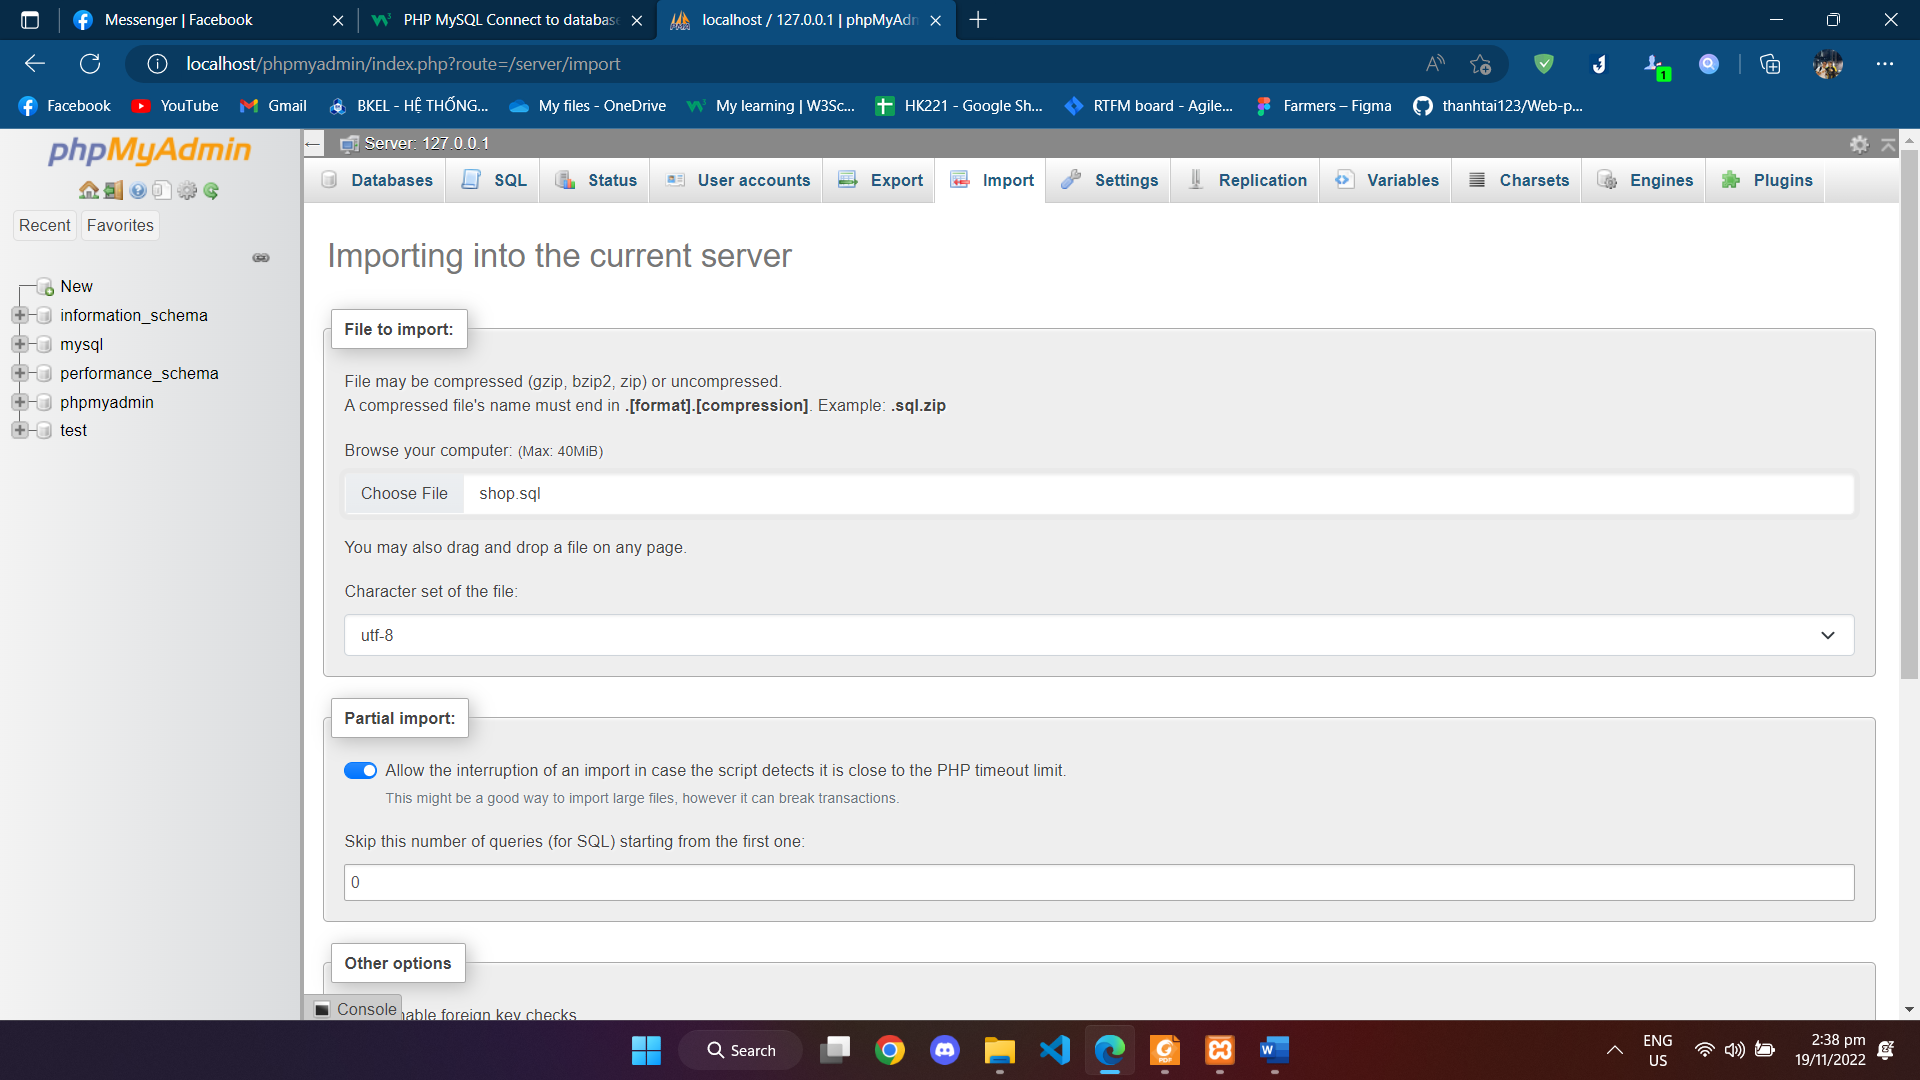 Messenger | Facebook
PHP MySQL Connect to database
localhost / 127.0.0.1 | phpMyAdn
localhost/phpmyadmin/index.php?route=/server/import
1
Facebook
YouTube
Gmail
BKEL - HỆ THỐNG...
My files - OneDrive
My learning | W3Sc...
HK221 - Google Sh...
RTFM board - Agile...
Farmers – Figma
thanhtai123/Web-p...
phpMyAdmin
Recent
Favorites
New
information_schema
mysql
performance_schema
phpmyadmin
test
Server: 127.0.0.1
Databases
SQL
Status
User accounts
Export
Import
Settings
Replication
Variables
Charsets
Engines
Plugins
Importing into the current server
File to import:
File may be compressed (gzip, bzip2, zip) or uncompressed.
A compressed file's name must end in .[format].[compression]. Example: .sql.zip
Browse your computer: (Max: 40MiB)
Choose File
shop.sql
You may also drag and drop a file on any page.
Character set of the file:
utf-8
Partial import:
Allow the interruption of an import in case the script detects it is close to the PHP timeout limit.
This might be a good way to import large files, however it can break transactions.
Skip this number of queries (for SQL) starting from the first one:
0
Other options
Console
nable foreign key checks
Search
ENG
US
2:38 pm
19/11/2022